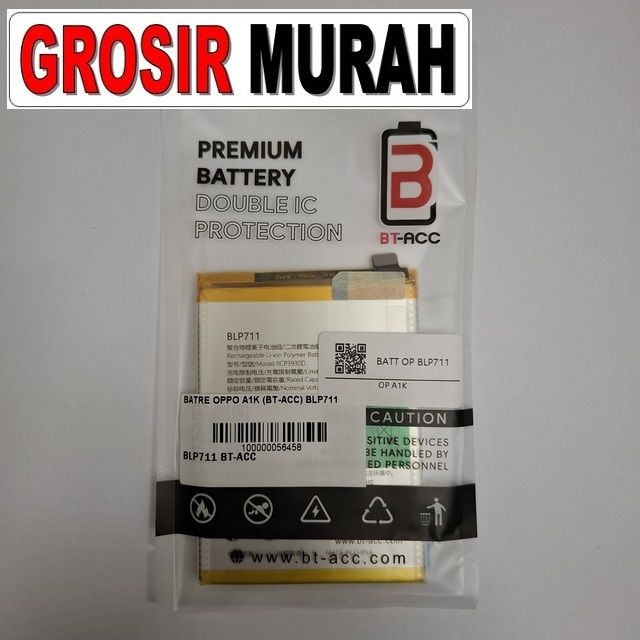 GROSIR MURAH
PREMIUM
BATTERY
DOUBLE IC
PROTECTION
B
BT-ACC
BLP711
Rechargeable Li-ion Polymer Batt
BATT OP BLP711
OP A1K
BATRE OPPO A1K (BT-ACC) BLP711
100000056458
BLP711 BT-ACC
CAUTION
SITIVE DEVICES
BE HANDLED BY
ED PERSONNEL
www.bt-acc.com